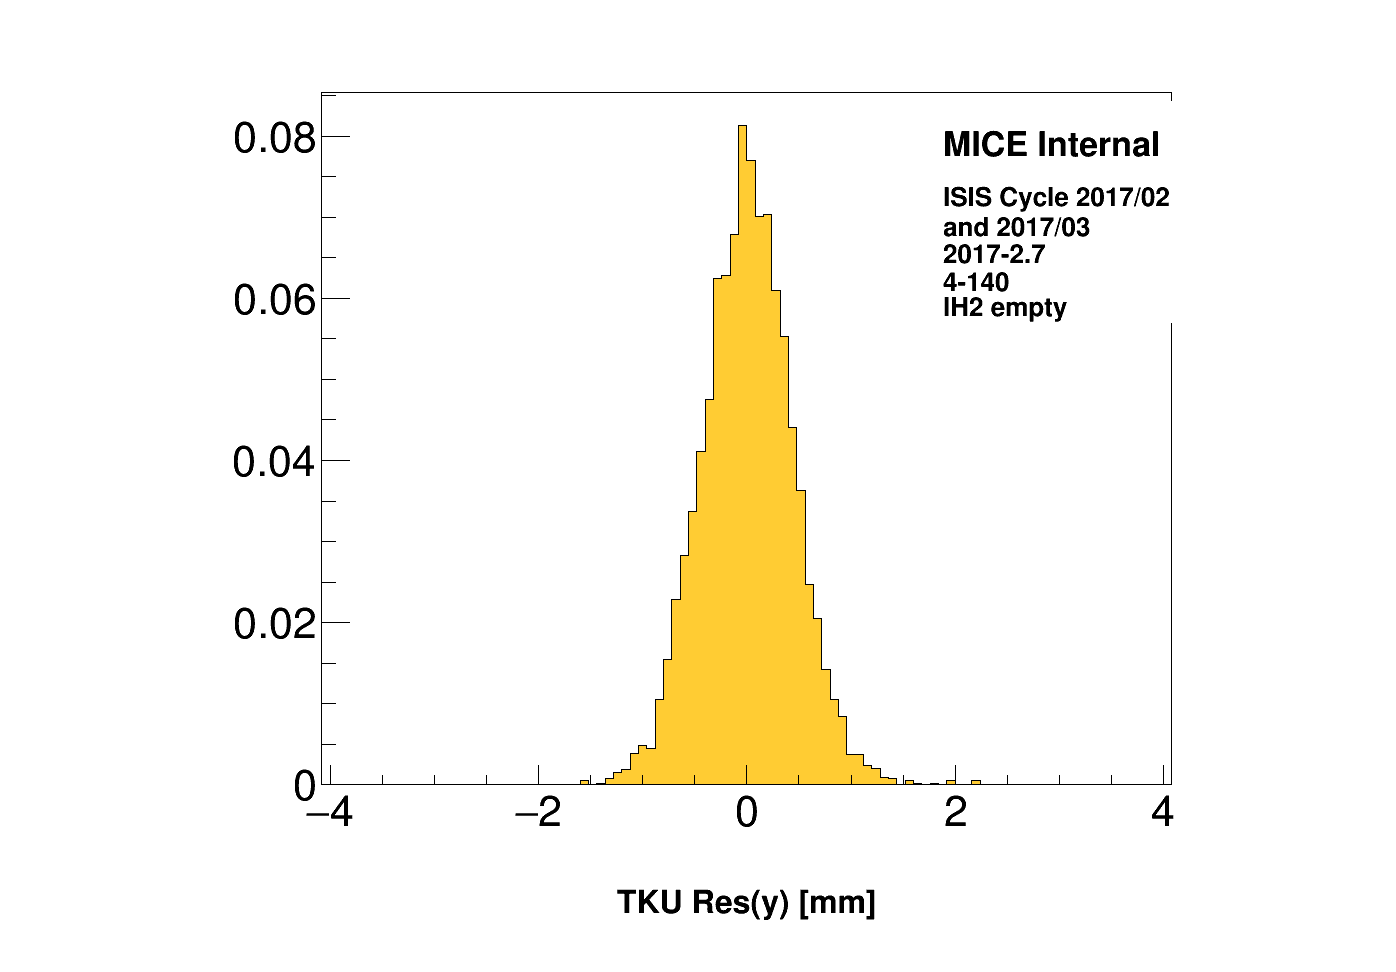 0.08
0.06
0.04
0.02
0
−4
−2
0
2
4
MICE Internal
ISIS Cycle 2017/02
and 2017/03
2017-2.7
4-140
lH2 empty
TKU Res(y) [mm]